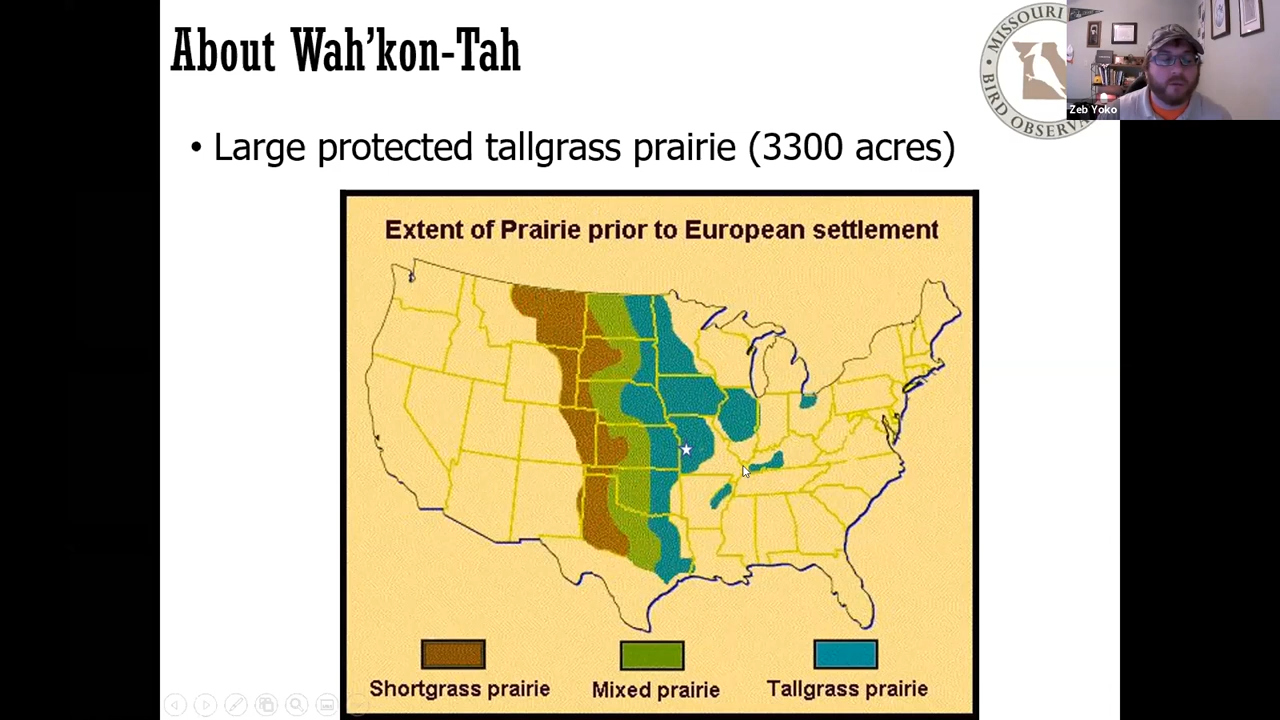 About Wah'kon-Tah
MISSOURI
BIRD
Zeb Yoko
• Large protected tallgrass prairie (3300 acres)
Extent of Prairie prior to European settlement
Shortgrass prairie
Mixed prairie
Tallgrass prairie